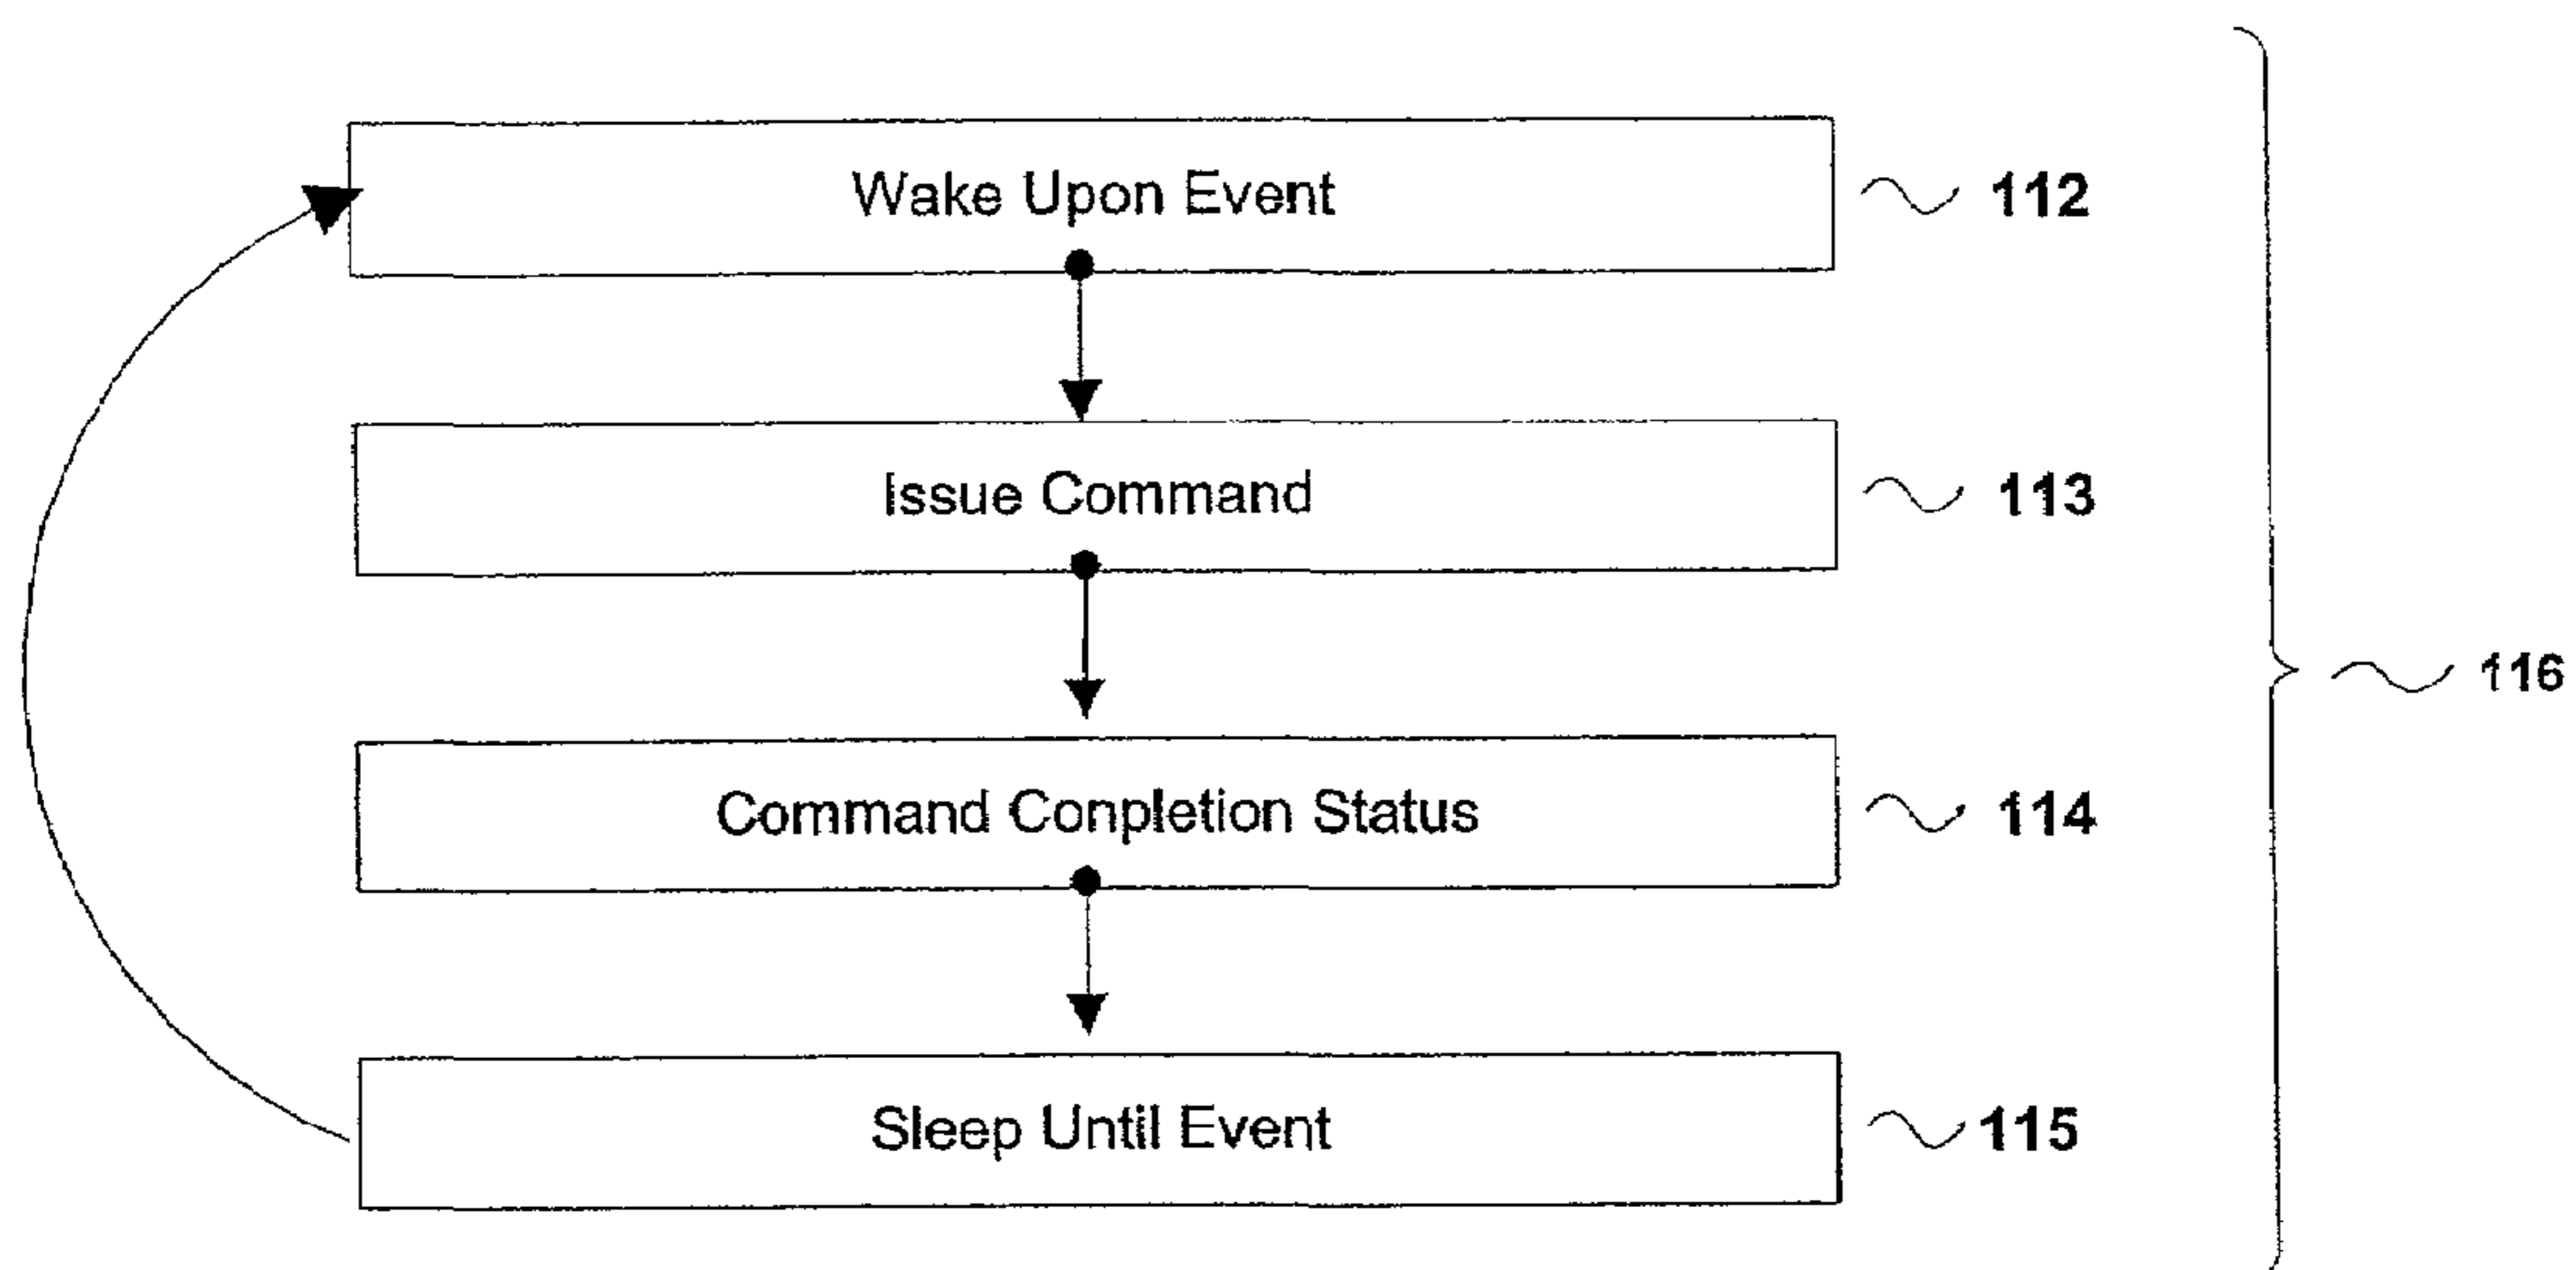 Wake Upon Event 112
Issue Command 113
116
Command Conpletion Status 114
Sleep Until Event 115